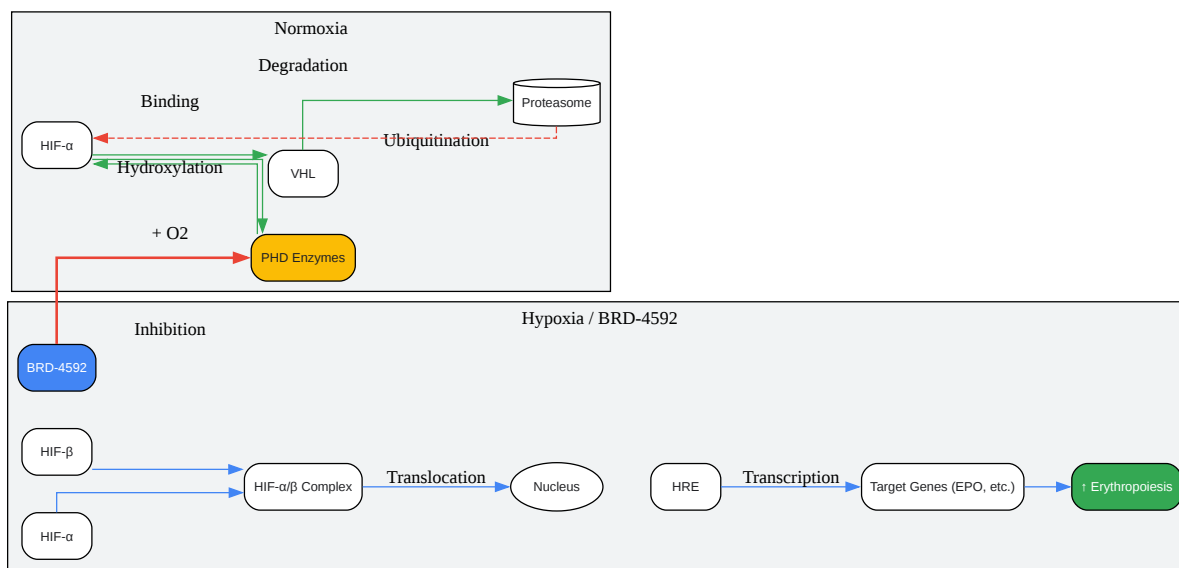 Normoxia
Degradation
Binding
Proteasome
HIF-α
Ubiquitination
Hydroxylation
VHL
+ O2
PHD Enzymes
Hypoxia / BRD-4592
Inhibition
BRD-4592
HIF-β
HIF-α/β Complex
Translocation
Nucleus
HRE
Transcription
Target Genes (EPO, etc.)
↑ Erythropoiesis
HIF-α